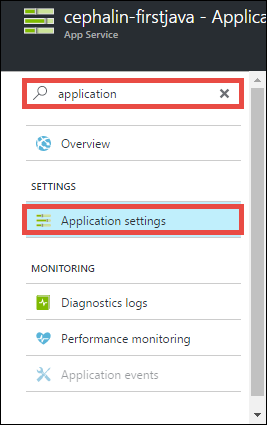 cephalin-firstjava - Applica
App Service
application
Overview
SETTINGS
Application settings
MONITORING
Diagnostics logs
Performance monitoring
Application events